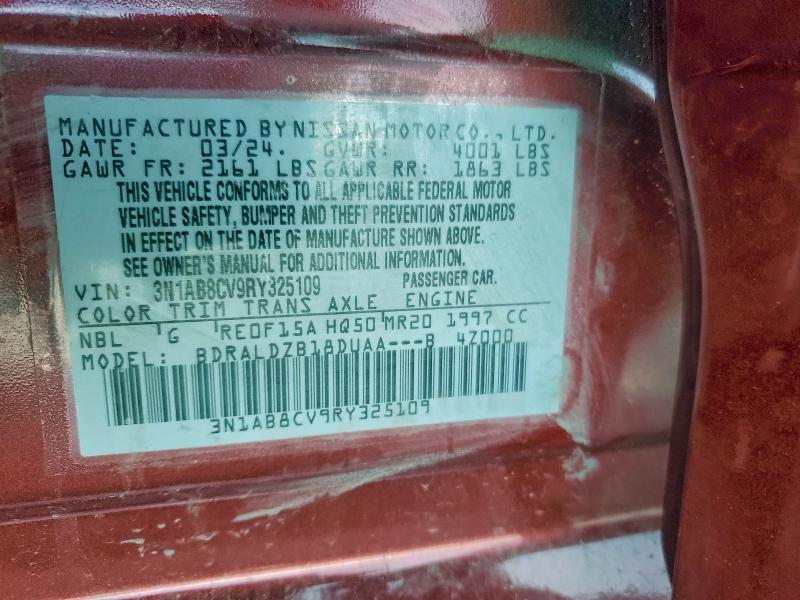 MANUFACTURED BY NISSAN MOTOR CO., LTD.
DATE: 03/24. GVWR: 4001 LBS
GAWR FR: 2161 LBS GAWR RR: 1863 LBS
THIS VEHICLE CONFORMS TO ALL APPLICABLE FEDERAL MOTOR
VEHICLE SAFETY, BUMPER AND THEFT PREVENTION STANDARDS
IN EFFECT ON THE DATE OF MANUFACTURE SHOWN ABOVE.
SEE OWNER'S MANUAL FOR ADDITIONAL INFORMATION.
VIN: 3N1AB8CV9RY325109 PASSENGER CAR.
COLOR TRIM TRANS AXLE ENGINE
NBL G RE0F15A HQ50 MR20 1997 CC
MODEL: BDRALDZB18DUAA---B 4Z000
3N1AB8CV9RY325109